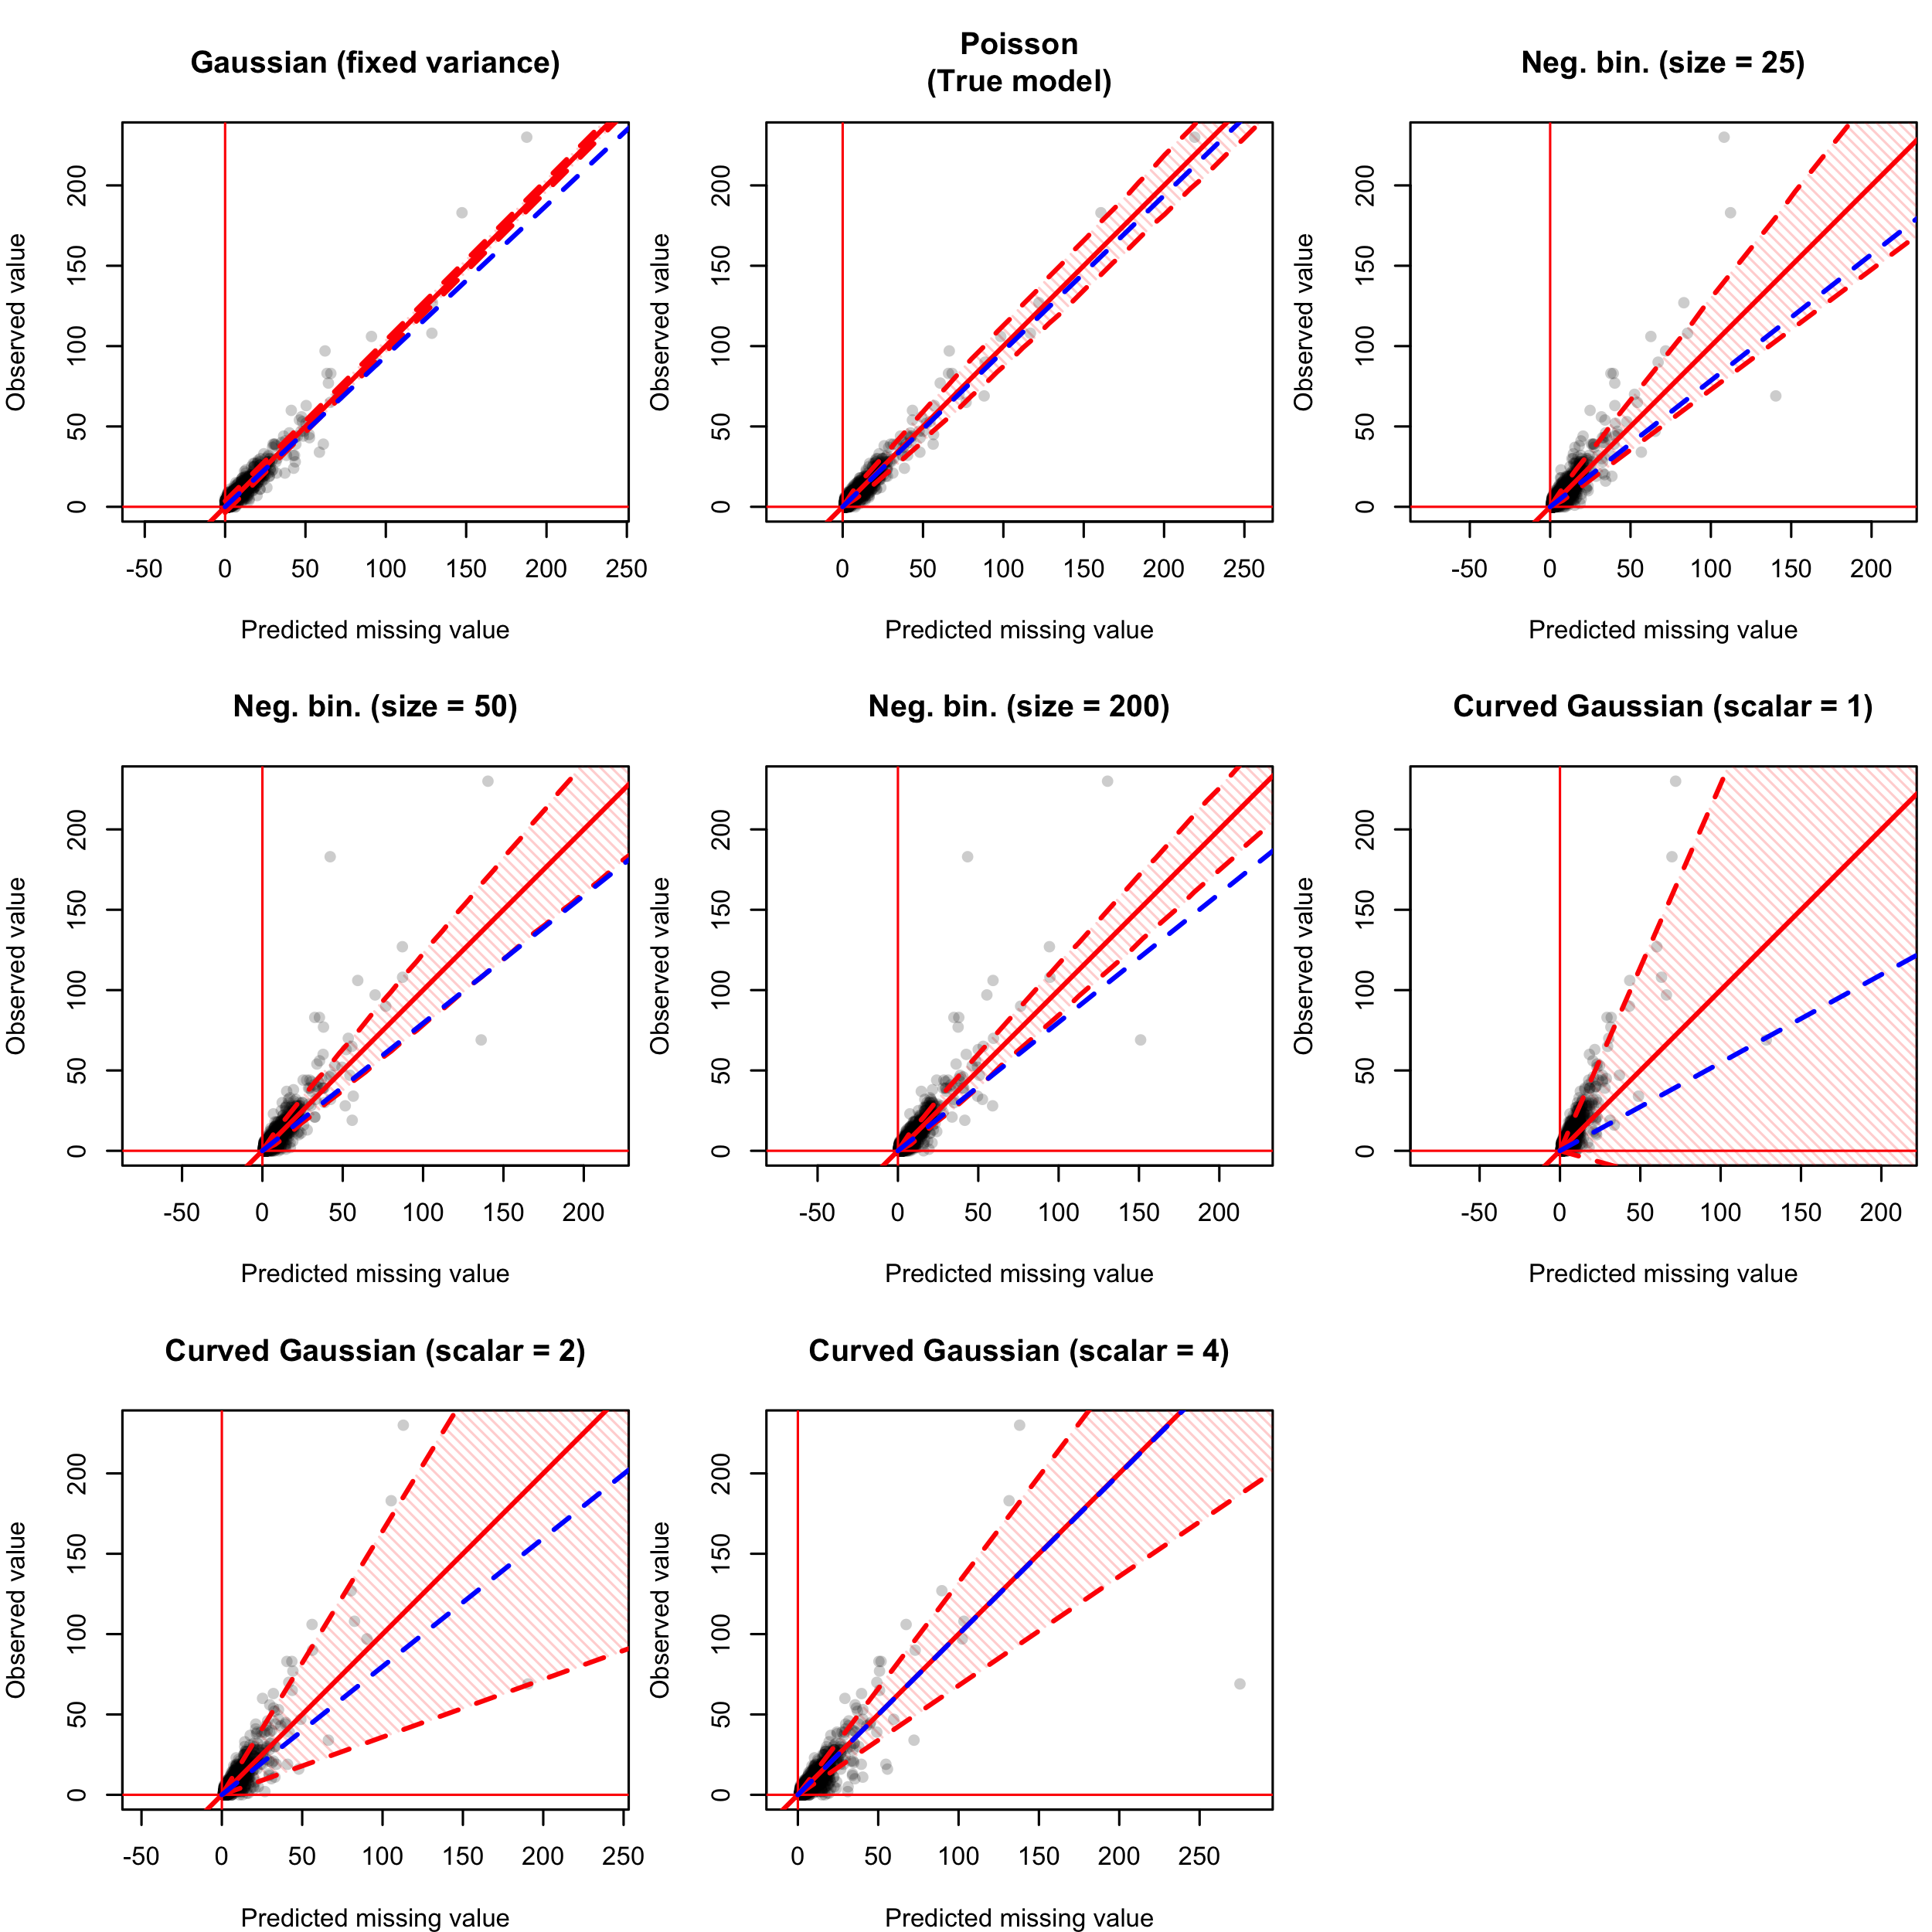 Gaussian (fixed variance)
Observed value
200
150
100
50
0
-50 0 50 100 150 200 250
Predicted missing value
Poisson
(True model)
Observed value
200
150
100
50
0
0 50 100 150 200 250
Predicted missing value
Neg. bin. (size = 25)
Observed value
200
150
100
50
0
-50 0 50 100 150 200
Predicted missing value
Neg. bin. (size = 50)
Observed value
200
150
100
50
0
-50 0 50 100 150 200
Predicted missing value
Neg. bin. (size = 200)
Observed value
200
150
100
50
0
-50 0 50 100 150 200
Predicted missing value
Curved Gaussian (scalar = 1)
Observed value
200
150
100
50
0
-50 0 50 100 150 200
Predicted missing value
Curved Gaussian (scalar = 2)
Observed value
200
150
100
50
0
-50 0 50 100 150 200 250
Predicted missing value
Curved Gaussian (scalar = 4)
Observed value
200
150
100
50
0
0 50 100 150 200 250
Predicted missing value